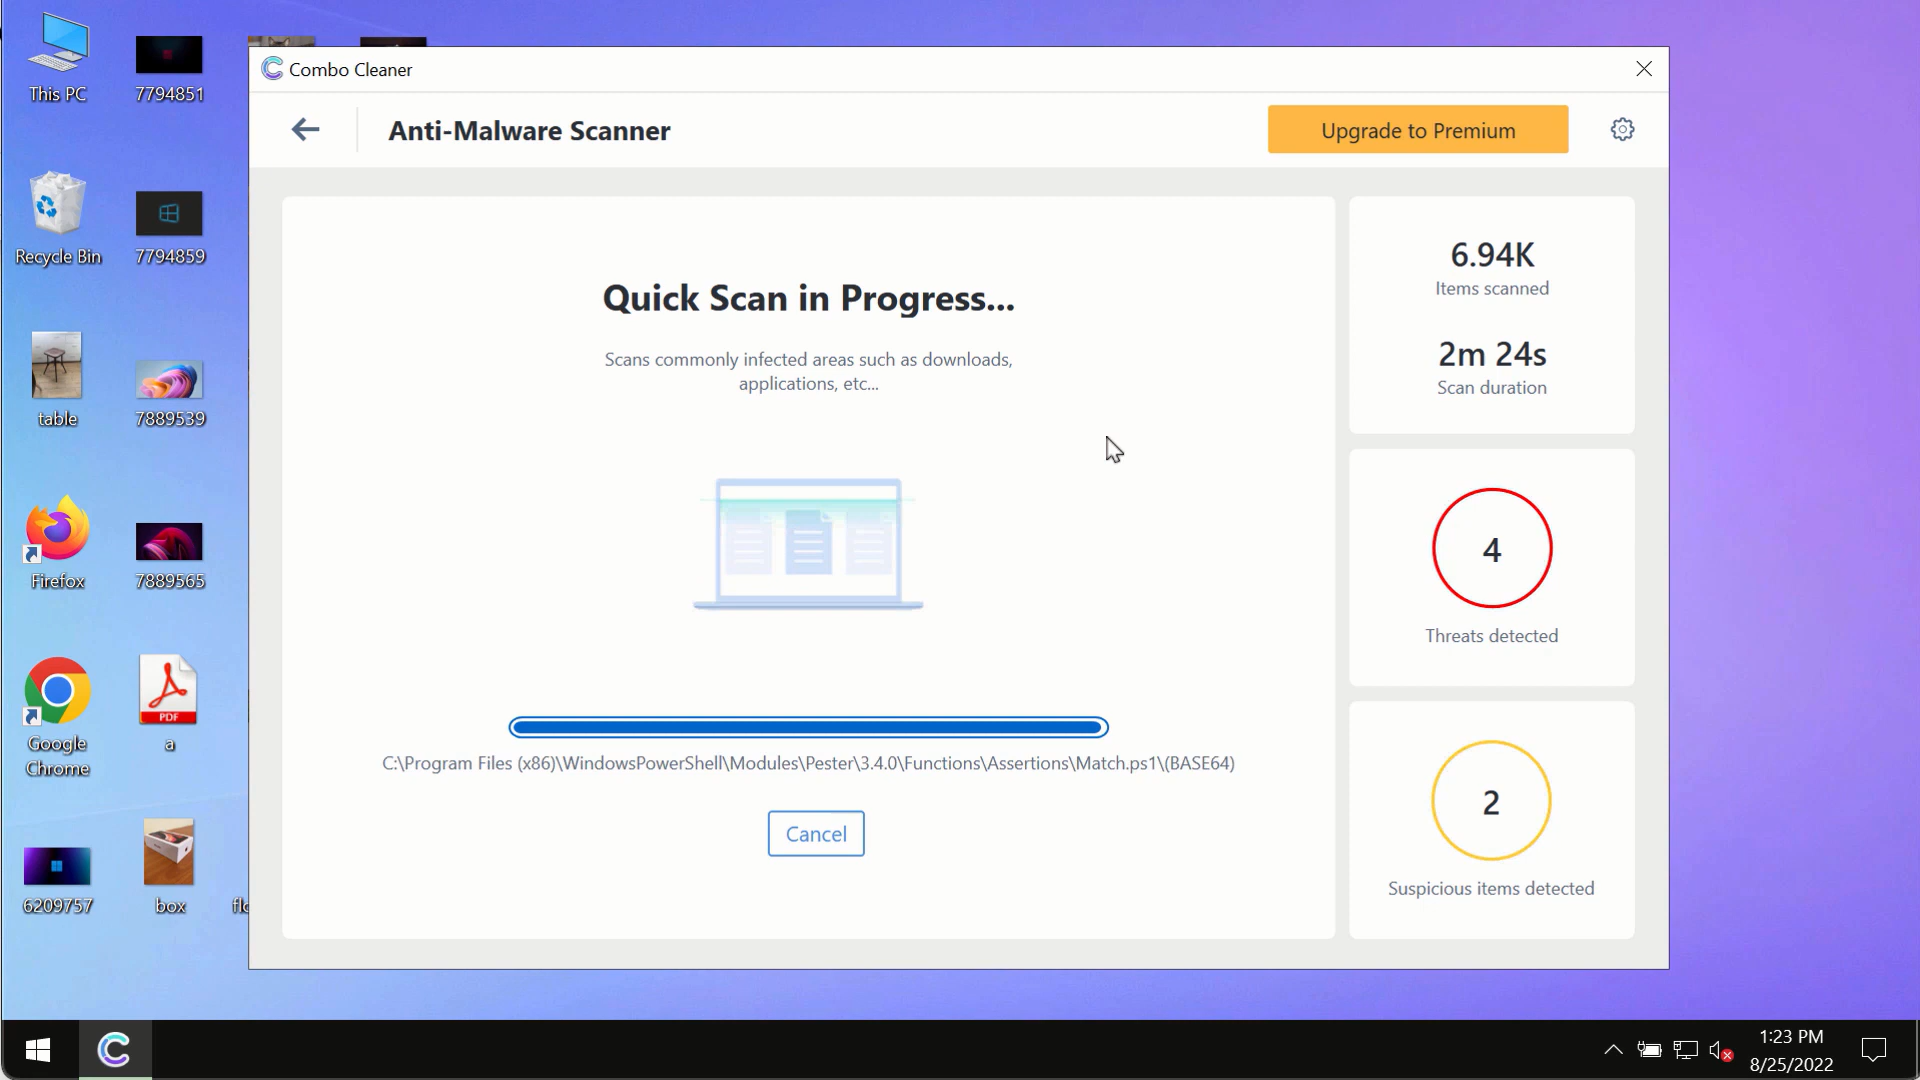 This PC
7794851
Recycle Bin
7794859
table
7889539
Firefox
7889565
Google
Chrome
a
PDF
6209757
box
Combo Cleaner
Anti-Malware Scanner
Upgrade to Premium
Quick Scan in Progress...
Scans commonly infected areas such as downloads,
applications, etc...
C:\Program Files (x86)\WindowsPowerShell\Modules\Pester\3.4.0\Functions\Assertions\Match.ps1\(BASE64)
Cancel
6.94K
Items scanned
2m 24s
Scan duration
4
Threats detected
2
Suspicious items detected
1:23 PM
8/25/2022